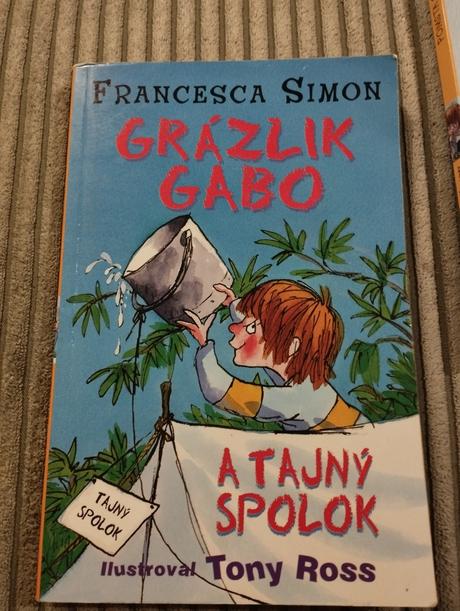 FRANCESCA SIMON
GRÁZLIK
GABO
A TAJNÝ
SPOLOK
TAJNÝ
SPOLOK
Ilustroval Tony Ross